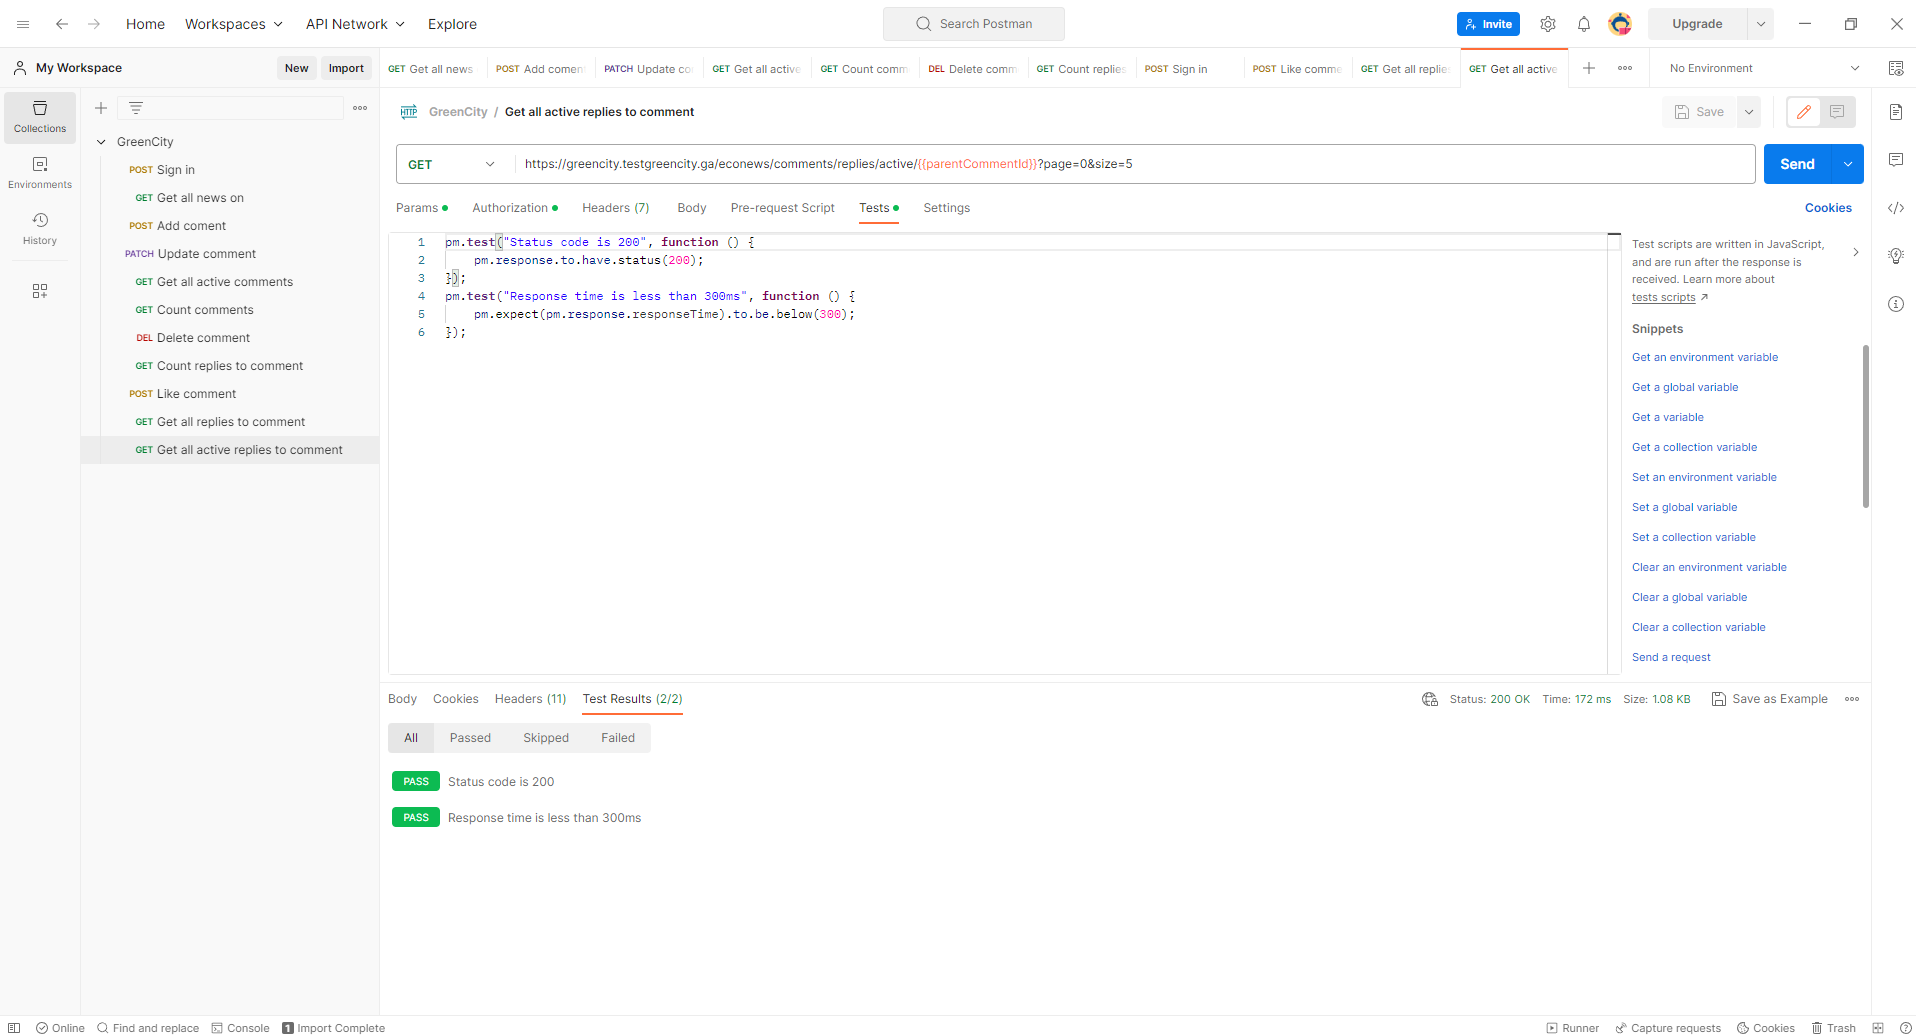 Home
Workspaces
API Network
Explore
Search Postman
Invite
Upgrade
My Workspace
New
Import
GET Get all news
POST Add comen
PATCH Update co
GET Get all active
GET Count comm
DEL Delete comm
GET Count replies
POST Sign in
POST Like comme
GET Get all replie
GET Get all active
No Environment
Collections
Environments
History
GreenCity
POST Sign in
GET Get all news on
POST Add coment
PATCH Update comment
GET Get all active comments
GET Count comments
DEL Delete comment
GET Count replies to comment
POST Like comment
GET Get all replies to comment
GET Get all active replies to comment
HTTP GreenCity / Get all active replies to comment
Save
GET
https://greencity.testgreencity.ga/econews/comments/replies/active/{{parentCommentId}}?page=0&size=5
Send
Params
Authorization
Headers (7)
Body
Pre-request Script
Tests
Settings
Cookies
1 pm.test("Status code is 200", function () {
2 pm.response.to.have.status(200);
3 });
4 pm.test("Response time is less than 300ms", function () {
5 pm.expect(pm.response.responseTime).to.be.below(300);
6 });
Test scripts are written in JavaScript,
and are run after the response is
received. Learn more about
tests scripts ↗
Snippets
Get an environment variable
Get a global variable
Get a variable
Get a collection variable
Set an environment variable
Set a global variable
Set a collection variable
Clear an environment variable
Clear a global variable
Clear a collection variable
Send a request
Body
Cookies
Headers (11)
Test Results (2/2)
Status: 200 OK
Time: 172 ms
Size: 1.08 KB
Save as Example
All
Passed
Skipped
Failed
PASS Status code is 200
PASS Response time is less than 300ms
Online
Find and replace
Console
1 Import Complete
Runner
Capture requests
Cookies
Trash